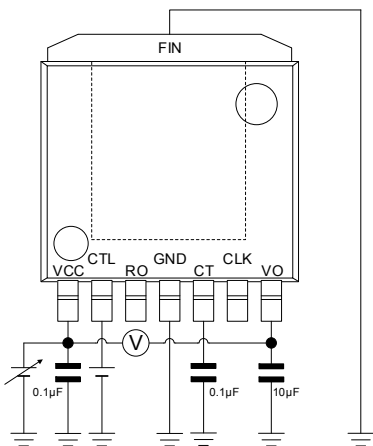 FIN
CTL GND CLK
VCC RO CT VO
V
0.1µF 0.1µF 10µF